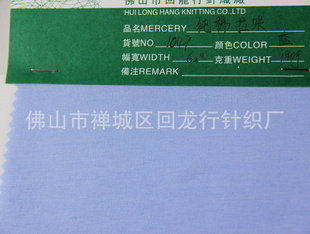 佛山市回龍行針織廠
HUI LONG HANG KNITTING CO.,LTD
品名MERCERY
貨號NO 1017 颜色COLOR 蓝
幅寬WIDTH 克重WEIGHT
備注REMARK
佛山市禅城区回龙行针织厂